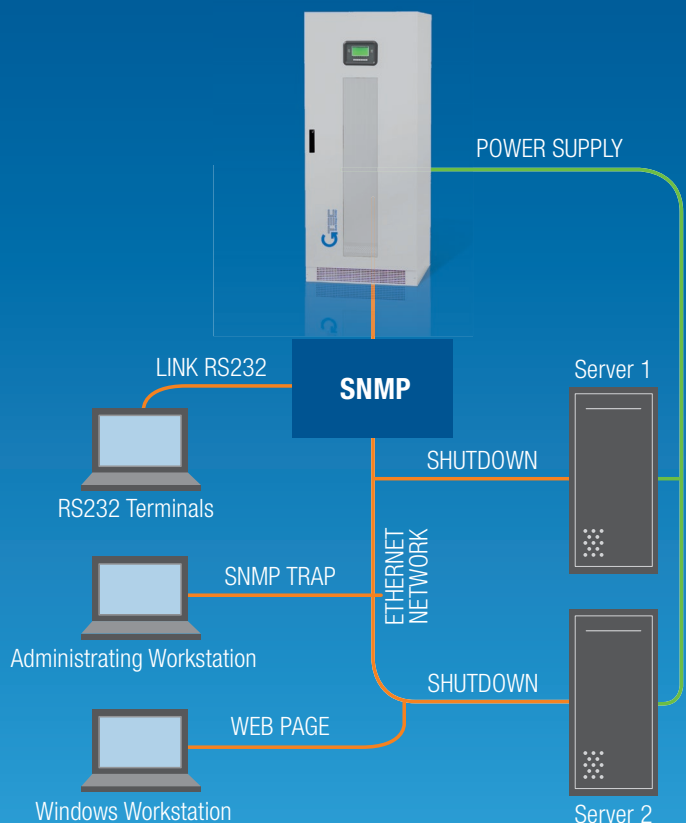 GTEC
POWER SUPPLY
LINK RS232
SNMP
Server 1
SHUTDOWN
RS232 Terminals
ETHERNET
NETWORK
SNMP TRAP
Administrating Workstation
SHUTDOWN
WEB PAGE
Windows Workstation
Server 2